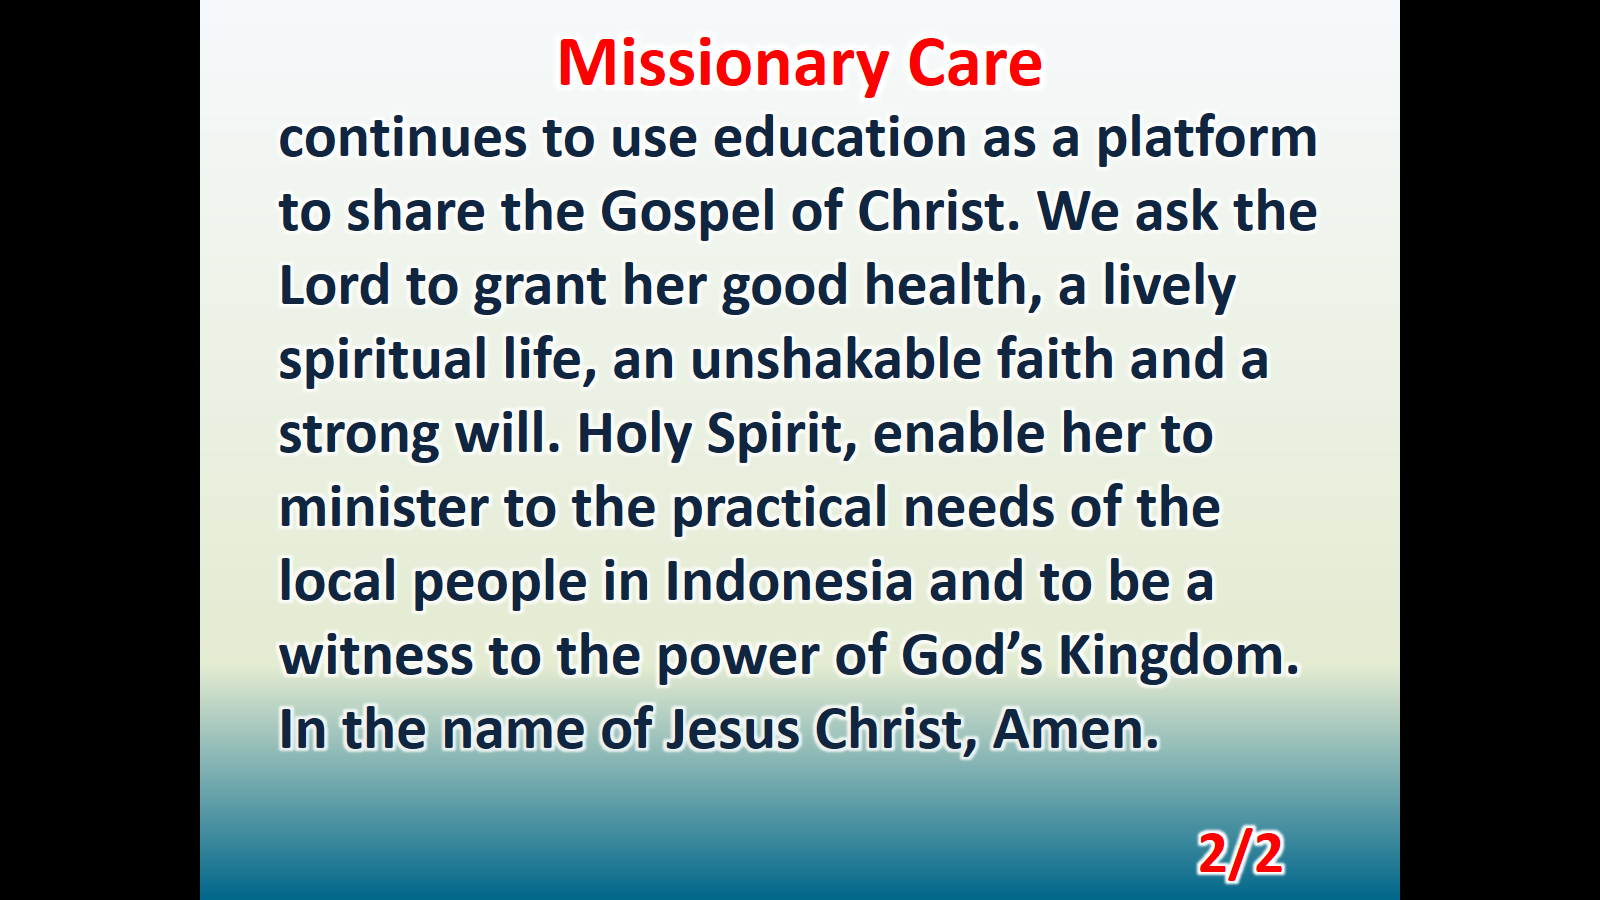 Missionary Care
continues to use education as a platform
to share the Gospel of Christ. We ask the
Lord to grant her good health, a lively
spiritual life, an unshakable faith and a
strong will. Holy Spirit, enable her to
minister to the practical needs of the
local people in Indonesia and to be a
witness to the power of God’s Kingdom.
In the name of Jesus Christ, Amen.
2/2